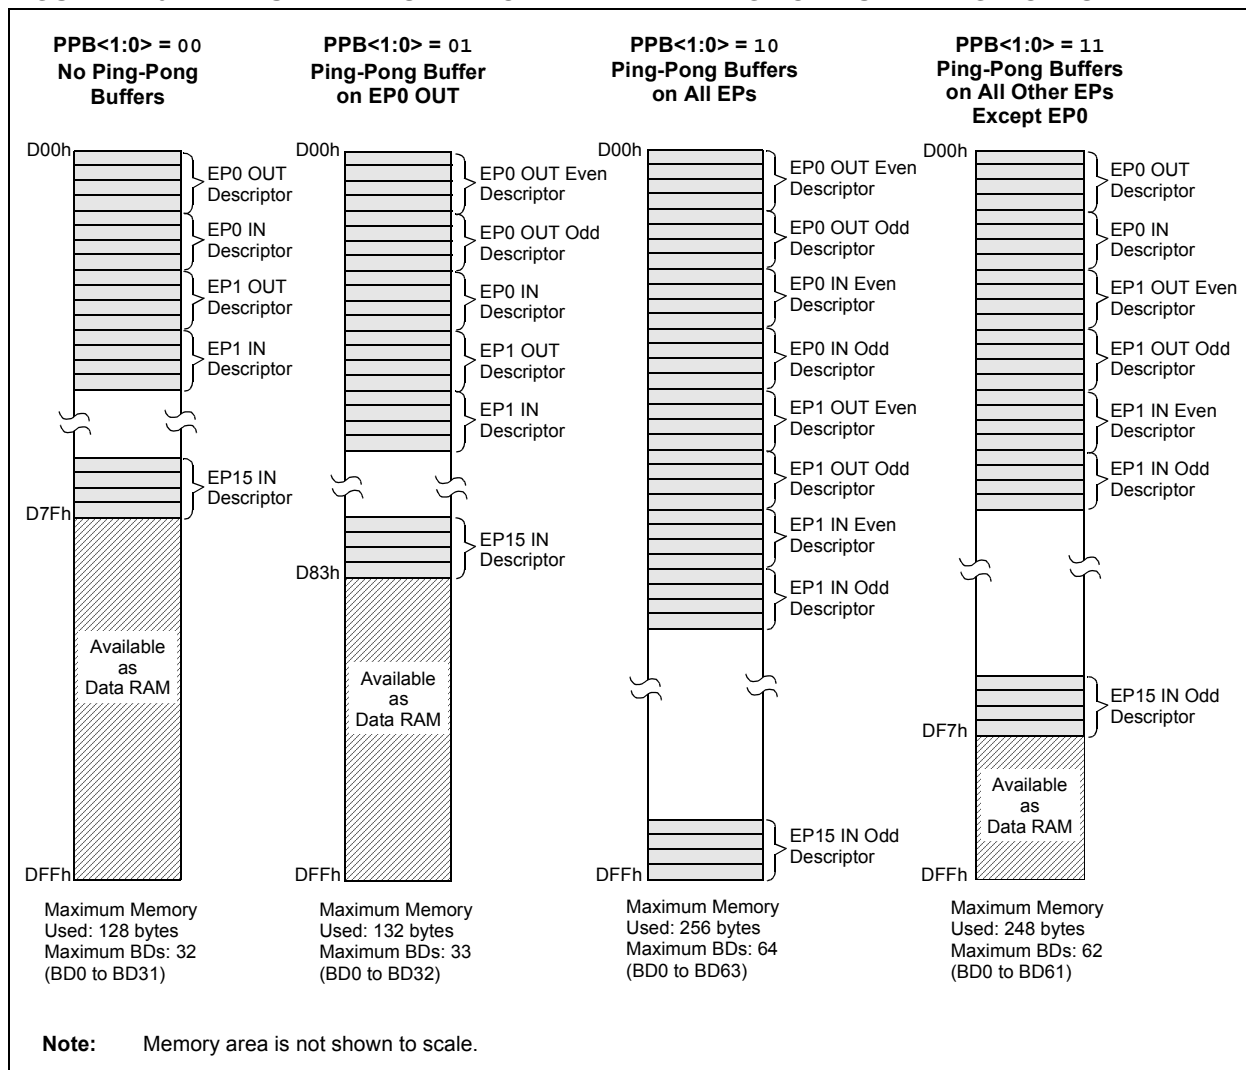 PPB<1:0> = 00
No Ping-Pong
Buffers
D00h
EP0 OUT
Descriptor
EP0 IN
Descriptor
EP1 OUT
Descriptor
EP1 IN
Descriptor
EP15 IN
Descriptor
D7Fh
Available
as
Data RAM
DFFh
Maximum Memory
Used: 128 bytes
Maximum BDs: 32
(BD0 to BD31)
PPB<1:0> = 01
Ping-Pong Buffer
on EP0 OUT
D00h
EP0 OUT Even
Descriptor
EP0 OUT Odd
Descriptor
EP0 IN
Descriptor
EP1 OUT
Descriptor
EP1 IN
Descriptor
EP15 IN
Descriptor
D83h
Available
as
Data RAM
DFFh
Maximum Memory
Used: 132 bytes
Maximum BDs: 33
(BD0 to BD32)
PPB<1:0> = 10
Ping-Pong Buffers
on All EPs
D00h
EP0 OUT Even
Descriptor
EP0 OUT Odd
Descriptor
EP0 IN Even
Descriptor
EP0 IN Odd
Descriptor
EP1 OUT Even
Descriptor
EP1 OUT Odd
Descriptor
EP1 IN Even
Descriptor
EP1 IN Odd
Descriptor
EP15 IN Odd
Descriptor
DFFh
Maximum Memory
Used: 256 bytes
Maximum BDs: 64
(BD0 to BD63)
PPB<1:0> = 11
Ping-Pong Buffers
on All Other EPs
Except EP0
D00h
EP0 OUT
Descriptor
EP0 IN
Descriptor
EP1 OUT Even
Descriptor
EP1 OUT Odd
Descriptor
EP1 IN Even
Descriptor
EP1 IN Odd
Descriptor
EP15 IN Odd
Descriptor
DF7h
Available
as
Data RAM
DFFh
Maximum Memory
Used: 248 bytes
Maximum BDs: 62
(BD0 to BD61)
Note: Memory area is not shown to scale.